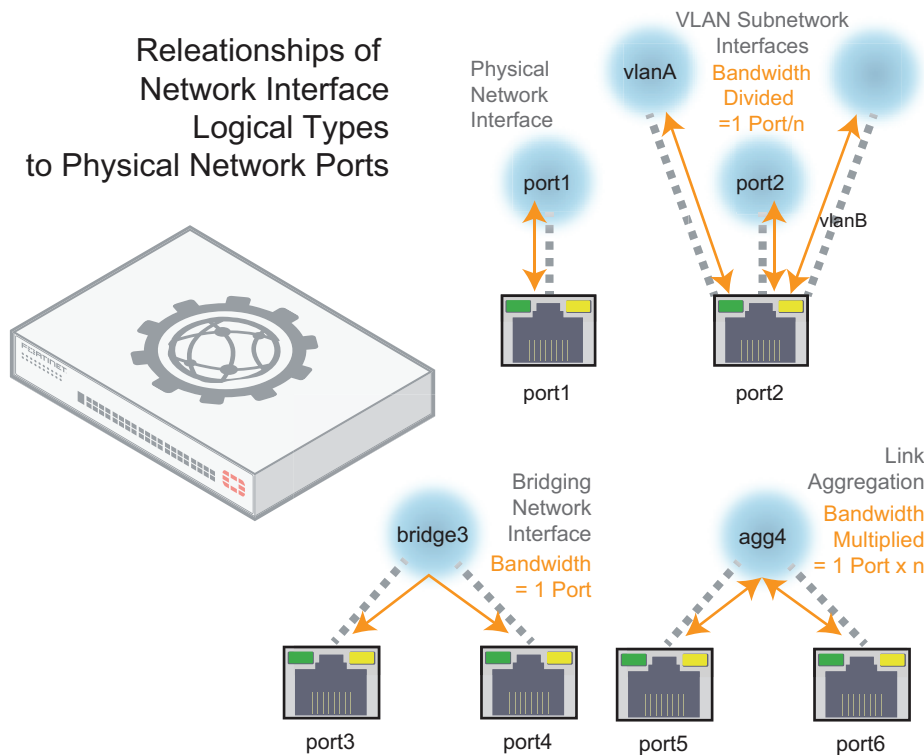 Releationships of
Network Interface
Logical Types
to Physical Network Ports
FORTINET
Physical
Network
Interface
port1
port1
VLAN Subnetwork
Interfaces
Bandwidth
Divided
=1 Port/n
vlanA
port2
vlanB
port2
Bridging
Network
Interface
Bandwidth
= 1 Port
bridge3
port3
port4
Link
Aggregation
Bandwidth
Multiplied
= 1 Port x n
agg4
port5
port6